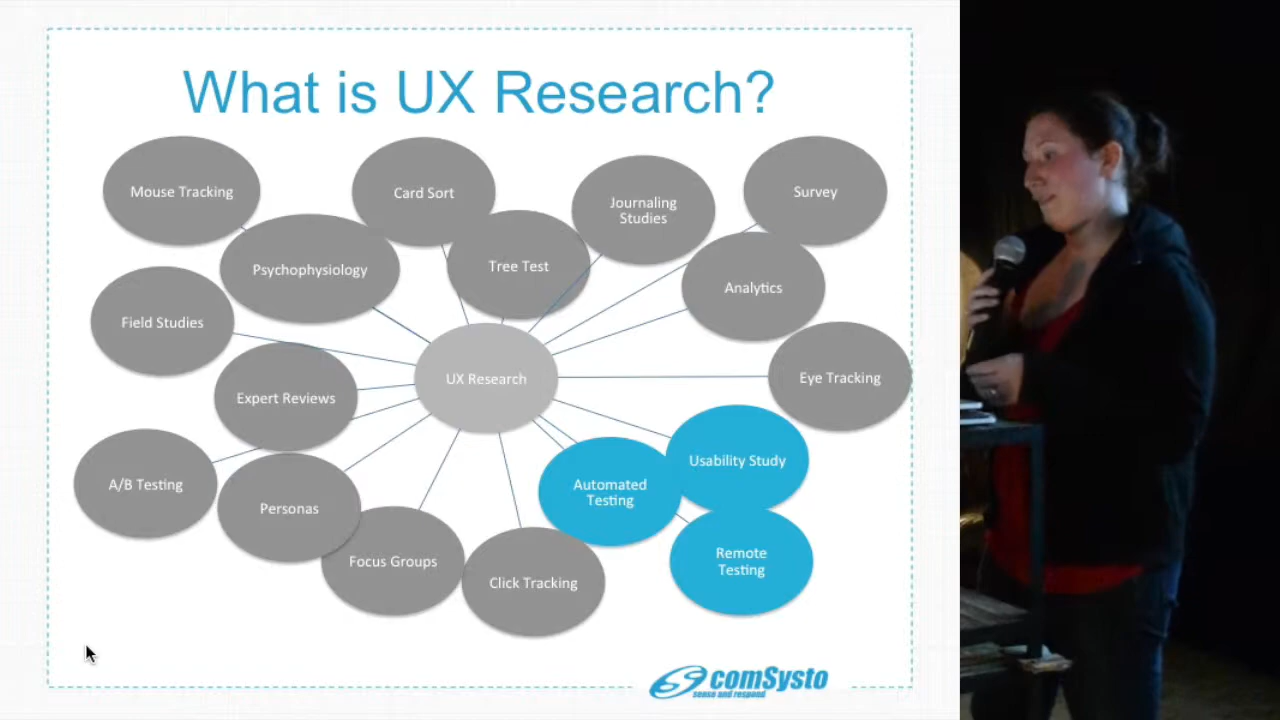 What is UX Research?
Mouse Tracking
Card Sort
Journaling
Studies
Survey
Psychophysiology
Tree Test
Analytics
Field Studies
UX Research
Eye Tracking
Expert Reviews
Usability Study
A/B Testing
Automated
Testing
Personas
Remote
Testing
Focus Groups
Click Tracking
comSysto
sense and respond